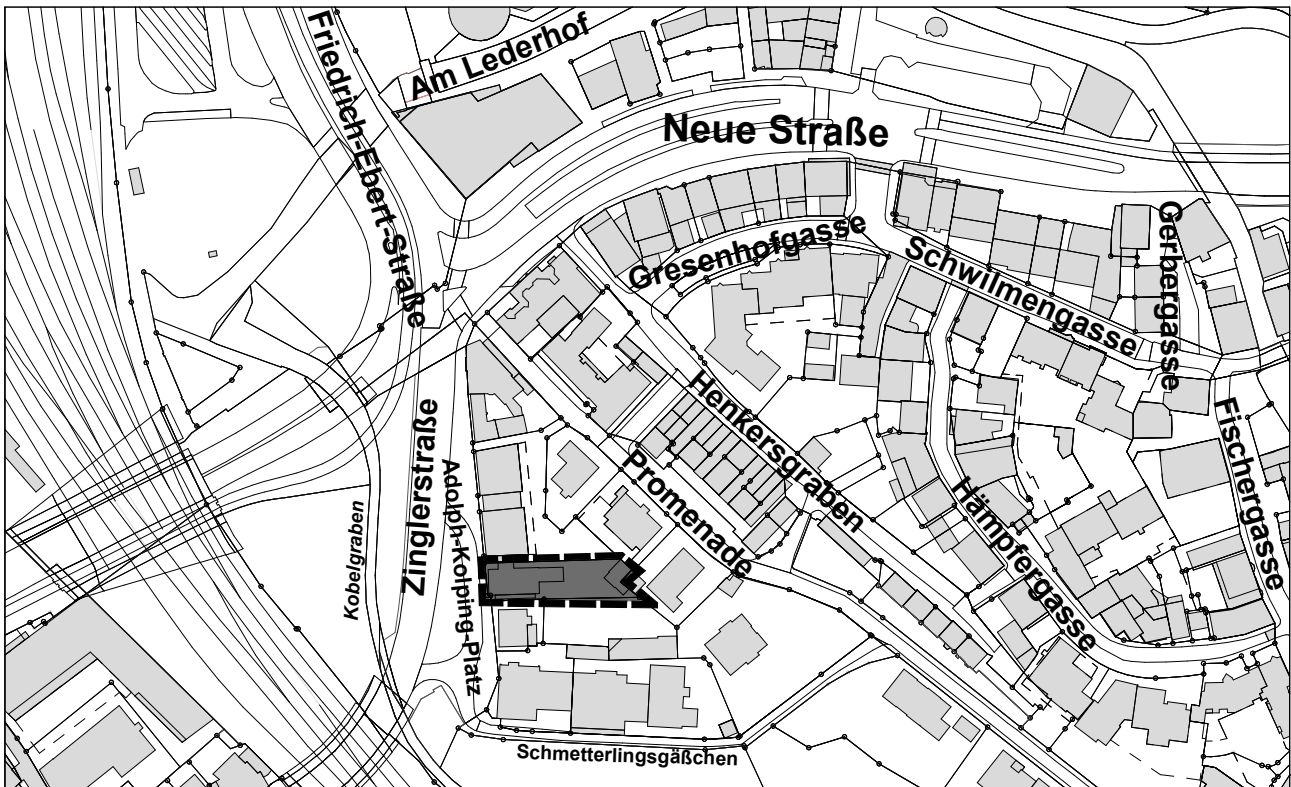 Am Lederhof
Friedrich-Ebert-Straße
Neue Straße
Gresenhofgasse
Schwilmengasse
Gerbergasse
Henkersgraben
Fischergasse
Zinglerstraße
Adolph-Kolping-Platz
Promenade
Kobelgraben
Hämpfergasse
Schmetterlingsgäßchen